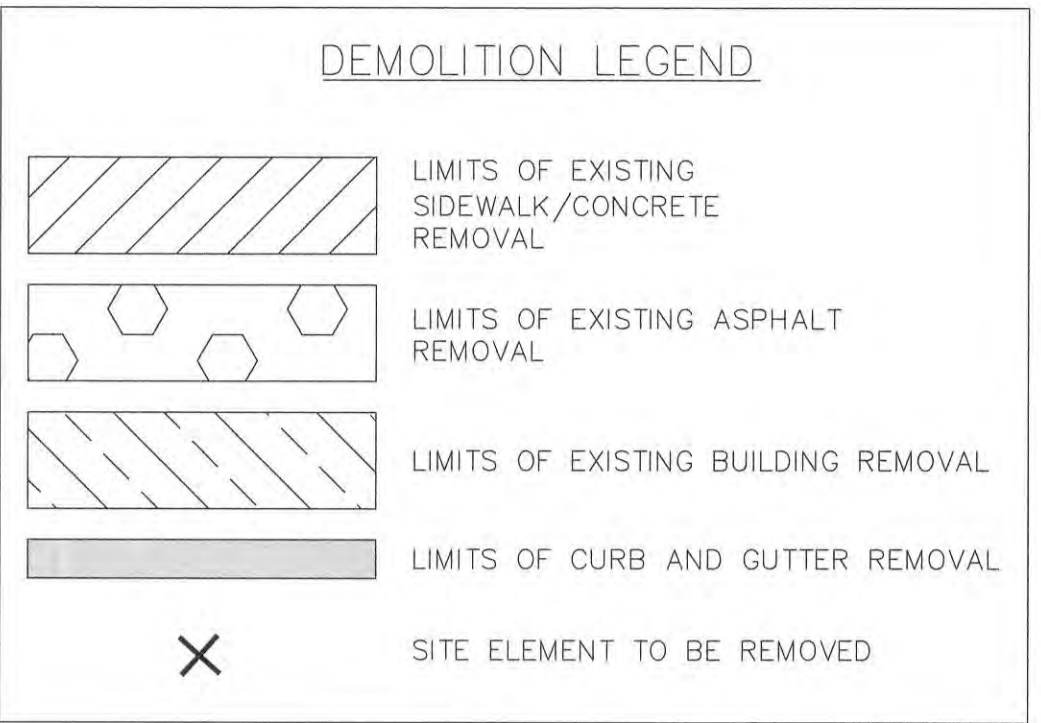 DEMOLITION LEGEND
LIMITS OF EXISTING
SIDEWALK/CONCRETE
REMOVAL
LIMITS OF EXISTING ASPHALT
REMOVAL
LIMITS OF EXISTING BUILDING REMOVAL
LIMITS OF CURB AND GUTTER REMOVAL
SITE ELEMENT TO BE REMOVED